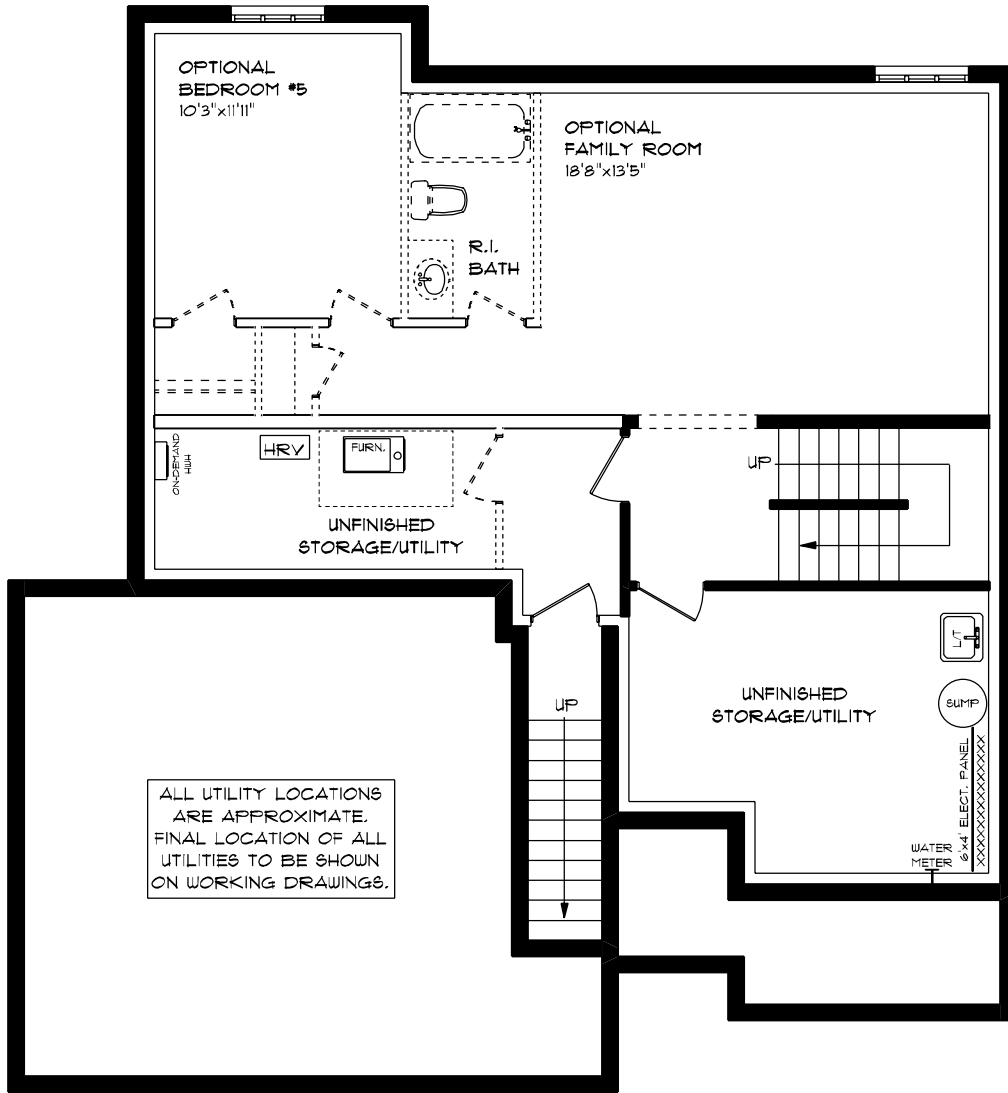 OPTIONAL
BEDROOM #5
10'3"x11'11"
OPTIONAL
FAMILY ROOM
18'8"x13'5"
R.I.
BATH
ON-DEMAND
HWH
HRV
FURN.
UNFINISHED
STORAGE/UTILITY
UP
UP
L/T
SUMP
UNFINISHED
STORAGE/UTILITY
6'x4' ELECT. PANEL
XXXXXXXXXXXXX
WATER
METER
ALL UTILITY LOCATIONS
ARE APPROXIMATE.
FINAL LOCATION OF ALL
UTILITIES TO BE SHOWN
ON WORKING DRAWINGS.